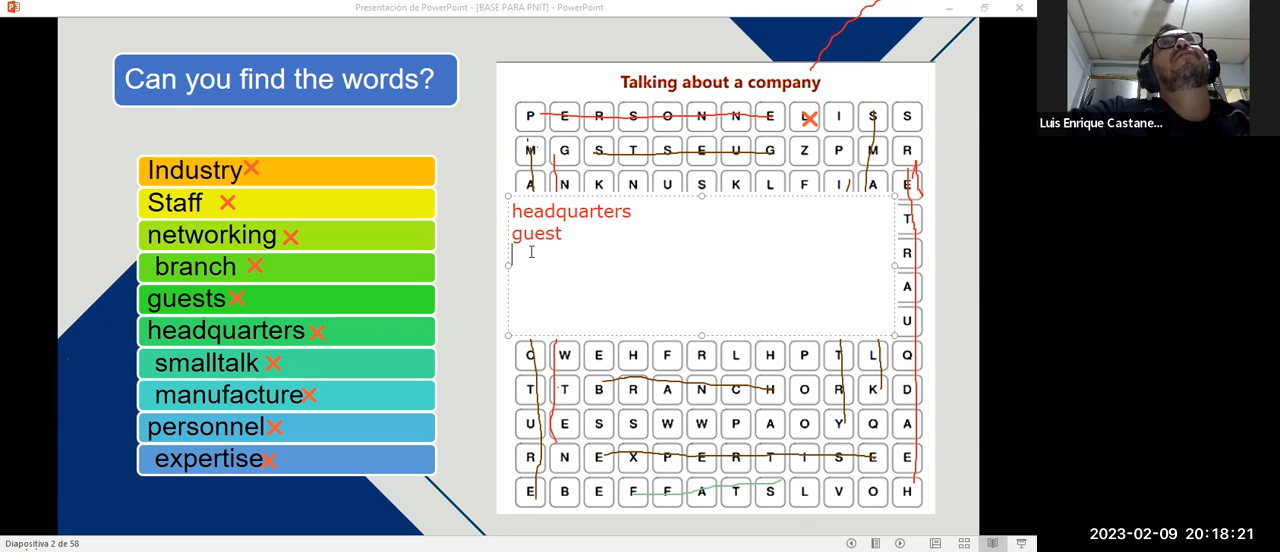 Presentación de PowerPoint - [BASE PARA PNIT] - PowerPoint
Can you find the words?
Industry
Staff
networking
branch
guests
headquarters
smalltalk
manufacture
personnel
expertise
Talking about a company
P E R S O N N E L I S S
M G S T S E U G Z P M R
A N K N U S K L F I A E
headquarters
guest
T
R
A
U
C W E H F R L H P T L Q
T T B R A N C H O R K D
U E S S W W P A O Y Q A
R N E X P E R T I S E E
E B E F F A T S L V O H
Luis Enrique Castane...
2023-02-09 20:18:21
Diapositiva 2 de 58